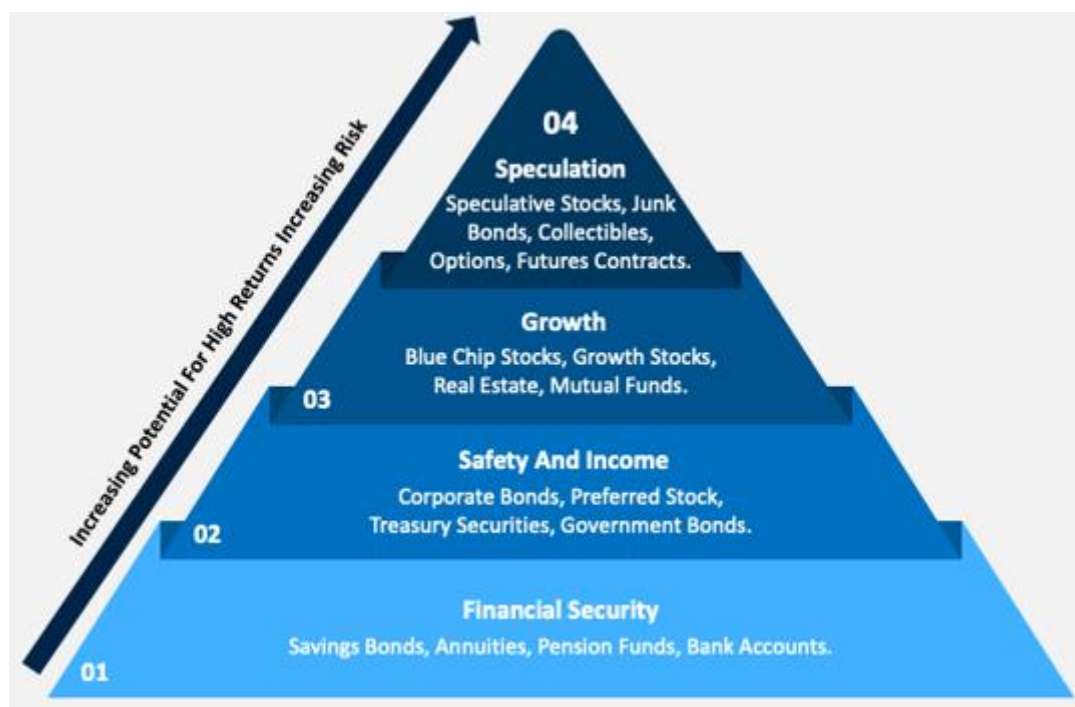 Increasing Potential For High Returns Increasing Risk
04
Speculation
Speculative Stocks, Junk
Bonds, Collectibles,
Options, Futures Contracts.
Growth
Blue Chip Stocks, Growth Stocks,
Real Estate, Mutual Funds.
03
Safety And Income
Corporate Bonds, Preferred Stock,
Treasury Securities, Government Bonds.
02
Financial Security
Savings Bonds, Annuities, Pension Funds, Bank Accounts.
01